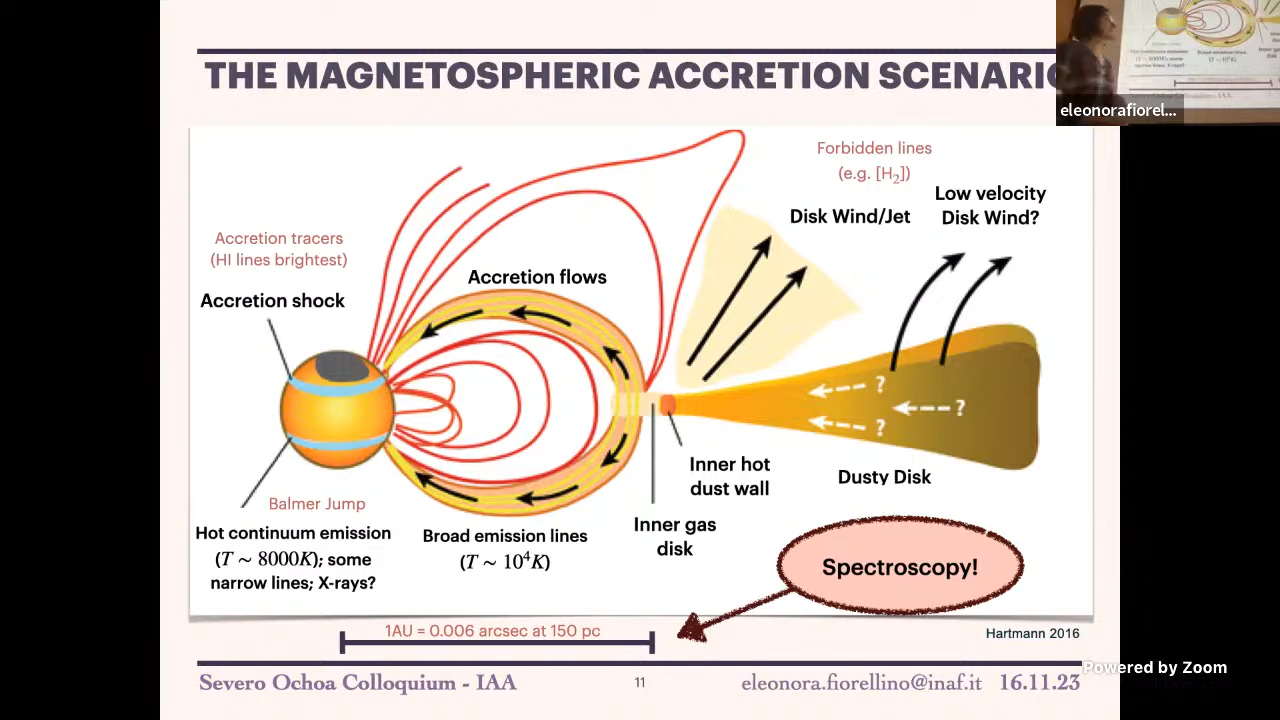 THE MAGNETOSPHERIC ACCRETION SCENARIO
eleonorafiorel...
Forbidden lines
(e.g. [H₂])
Low velocity
Disk Wind?
Disk Wind/Jet
Accretion tracers
(HI lines brightest)
Accretion shock
Accretion flows
?
?
?
Inner hot
dust wall
Dusty Disk
Inner gas
disk
Balmer Jump
Hot continuum emission
(T ~ 8000K); some
narrow lines; X-rays?
Broad emission lines
(T ~ 10⁴K)
Spectroscopy!
1AU = 0.006 arcsec at 150 pc
Hartmann 2016
Powered by Zoom
Severo Ochoa Colloquium - IAA
11
eleonora.fiorellino@inaf.it 16.11.23